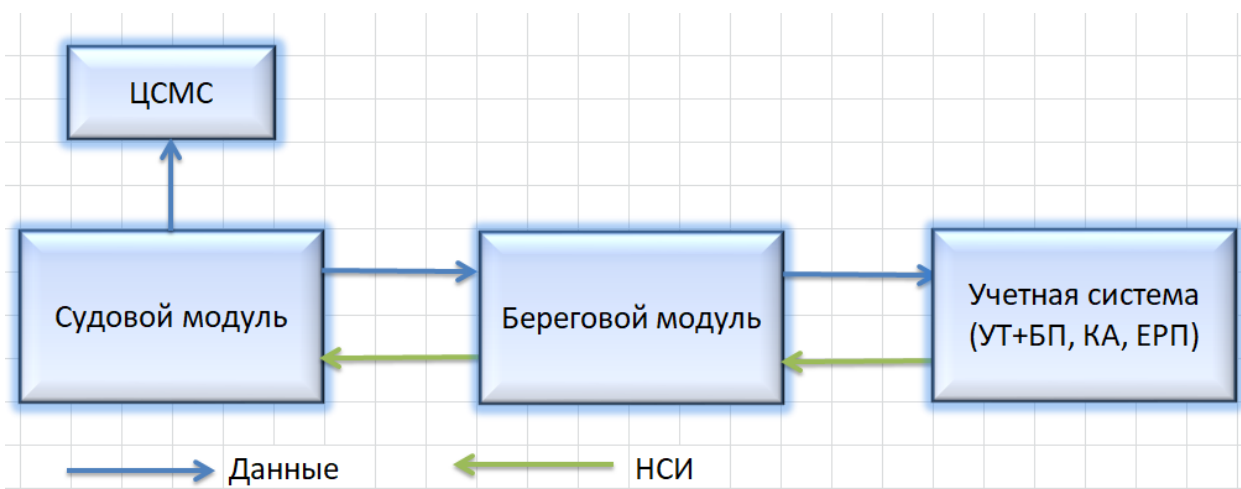 ЦСМС
Судовой модуль
Береговой модуль
Учетная система
(УТ+БП, КА, ЕРП)
Данные
НСИ